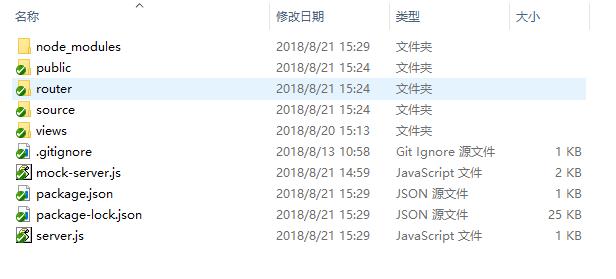 名称 修改日期 类型 大小
node_modules 2018/8/21 15:29 文件夹
public 2018/8/21 15:24 文件夹
router 2018/8/21 15:24 文件夹
source 2018/8/21 15:24 文件夹
views 2018/8/20 15:13 文件夹
.gitignore 2018/8/13 10:58 Git Ignore 源文件 1 KB
mock-server.js 2018/8/21 14:59 JavaScript 文件 2 KB
package.json 2018/8/21 15:29 JSON 源文件 1 KB
package-lock.json 2018/8/21 15:29 JSON 源文件 25 KB
server.js 2018/8/21 15:29 JavaScript 文件 1 KB